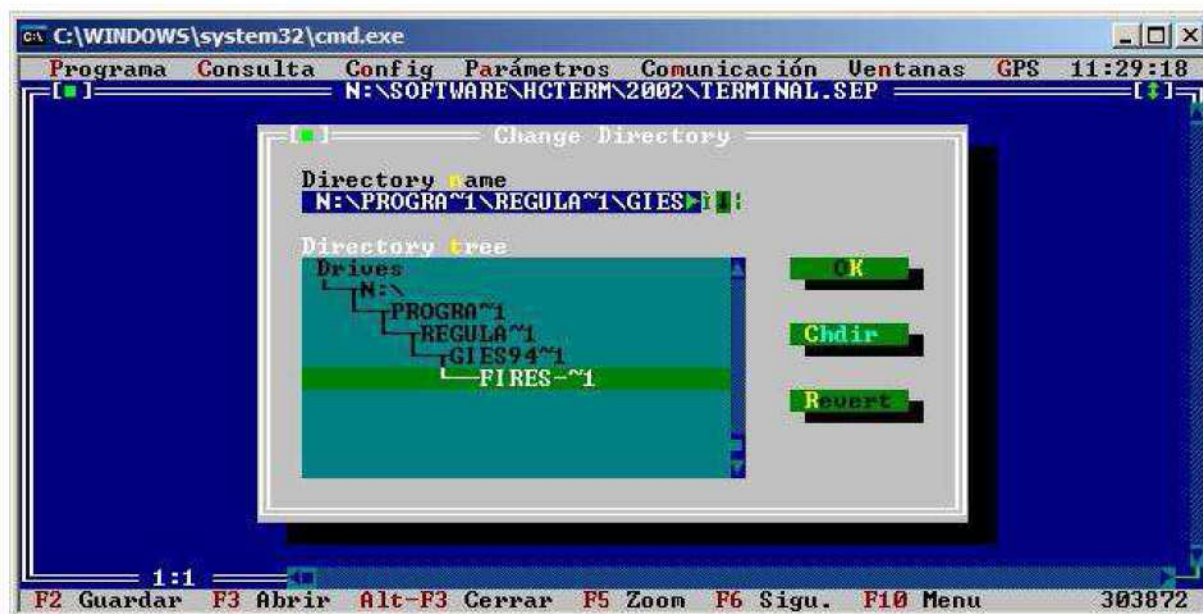 C:\WINDOWS\system32\cmd.exe
Programa Consulta Config Parámetros Comunicación Ventanas GPS 11:29:18
N:\SOFTWARE\HCTERM\2002\TERMINAL.SEP
Change Directory
Directory name
N:\PROGRA~1\REGULA~1\GIES
Directory tree
Drives
N:\
PROGRA~1
REGULA~1
GIES94~1
FIRES-~1
OK
Chdir
Revert
1:1
F2 Guardar F3 Abrir Alt-F3 Cerrar F5 Zoom F6 Sigu. F10 Menu 303872